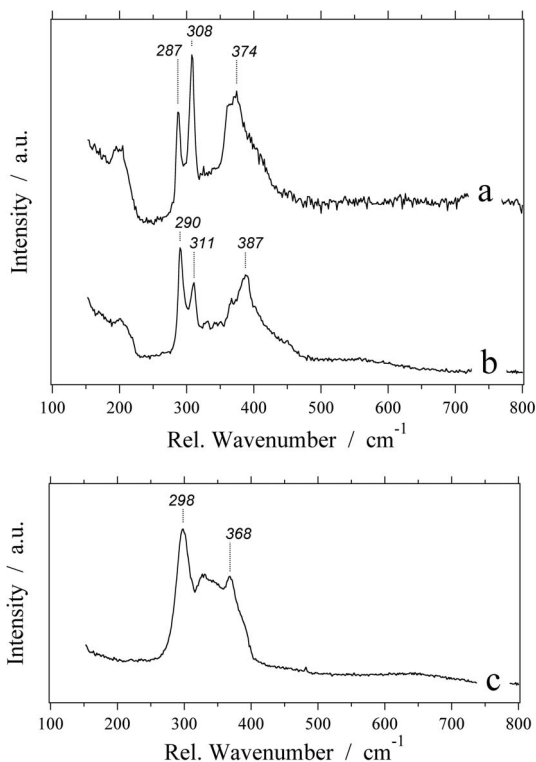 308
287
374
a
290
311
387
b
Intensity / a.u.
100 200 300 400 500 600 700 800
Rel. Wavenumber / cm-1
298
368
Intensity / a.u.
c
100 200 300 400 500 600 700 800
Rel. Wavenumber / cm-1